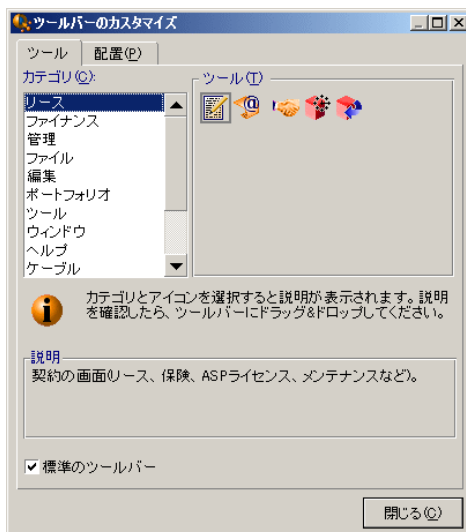 ツールバーのカスタマイズ
ツール 配置(P)
カテゴリ(C):
ツール(T)
リース
ファイナンス
管理
ファイル
編集
ポートフォリオ
ツール
ウィンドウ
ヘルプ
ケーブル
カテゴリとアイコンを選択すると説明が表示されます。説明
を確認したら、ツールバーにドラッグ&ドロップしてください。
説明
契約の画面(リース、保険、ASPライセンス、メンテナンスなど)。
標準のツールバー
閉じる(C)